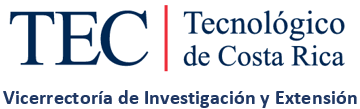 TEC | Tecnológico
de Costa Rica
Vicerrectoría de Investigación y Extensión